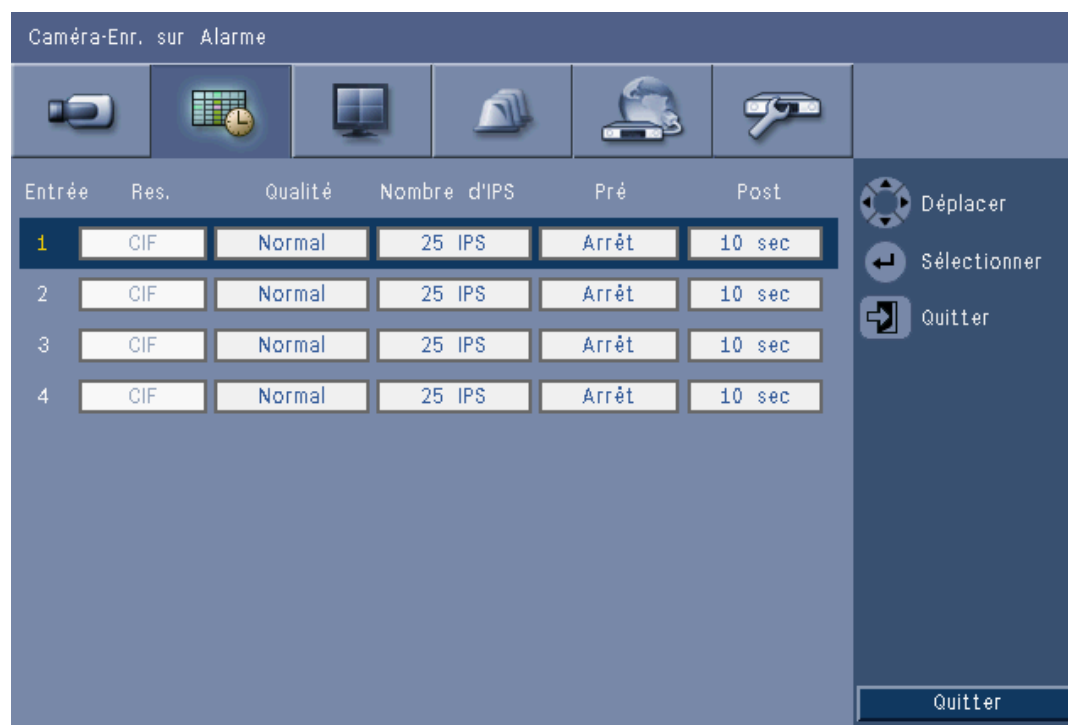 Caméra-Enr. sur Alarme
Entrée Res. Qualité Nombre d'IPS Pré Post
1 CIF Normal 25 IPS Arrêt 10 sec
2 CIF Normal 25 IPS Arrêt 10 sec
3 CIF Normal 25 IPS Arrêt 10 sec
4 CIF Normal 25 IPS Arrêt 10 sec
Déplacer
Sélectionner
Quitter
Quitter